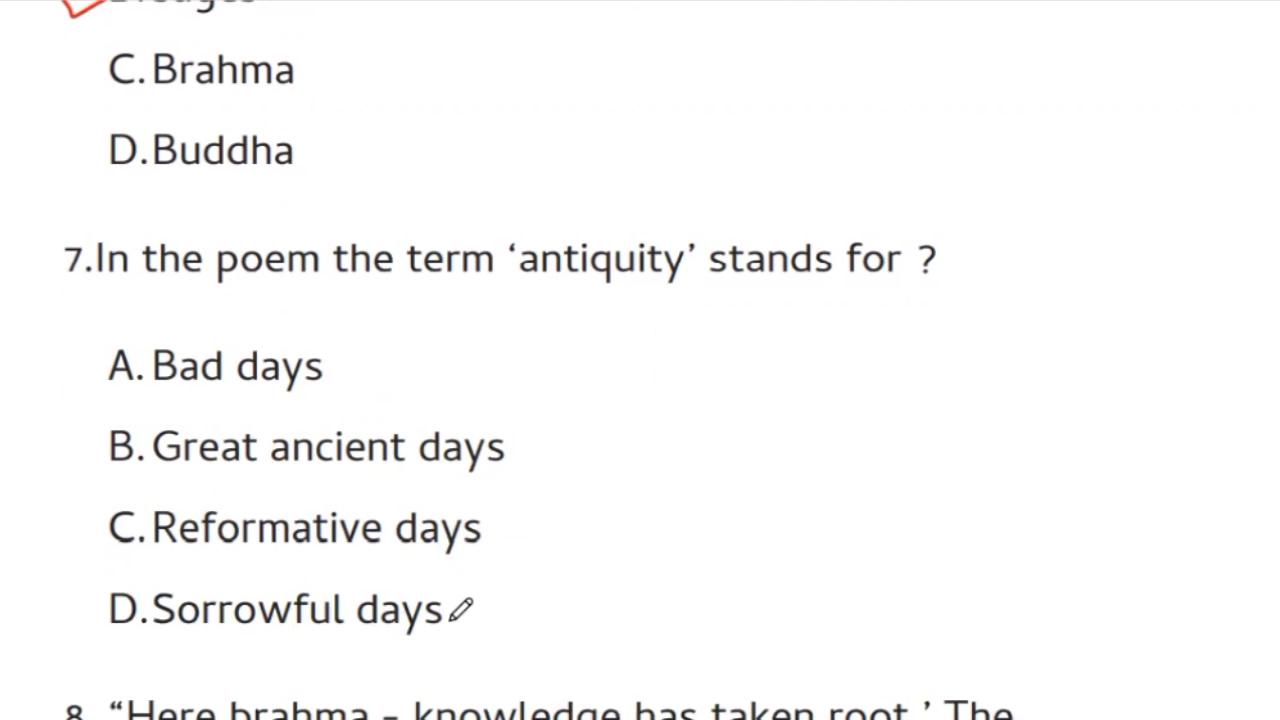 C. Brahma
D. Buddha
7. In the poem the term ‘antiquity’ stands for ?
A. Bad days
B. Great ancient days
C. Reformative days
D. Sorrowful days
8. “Here brahma - knowledge has taken root.’ The